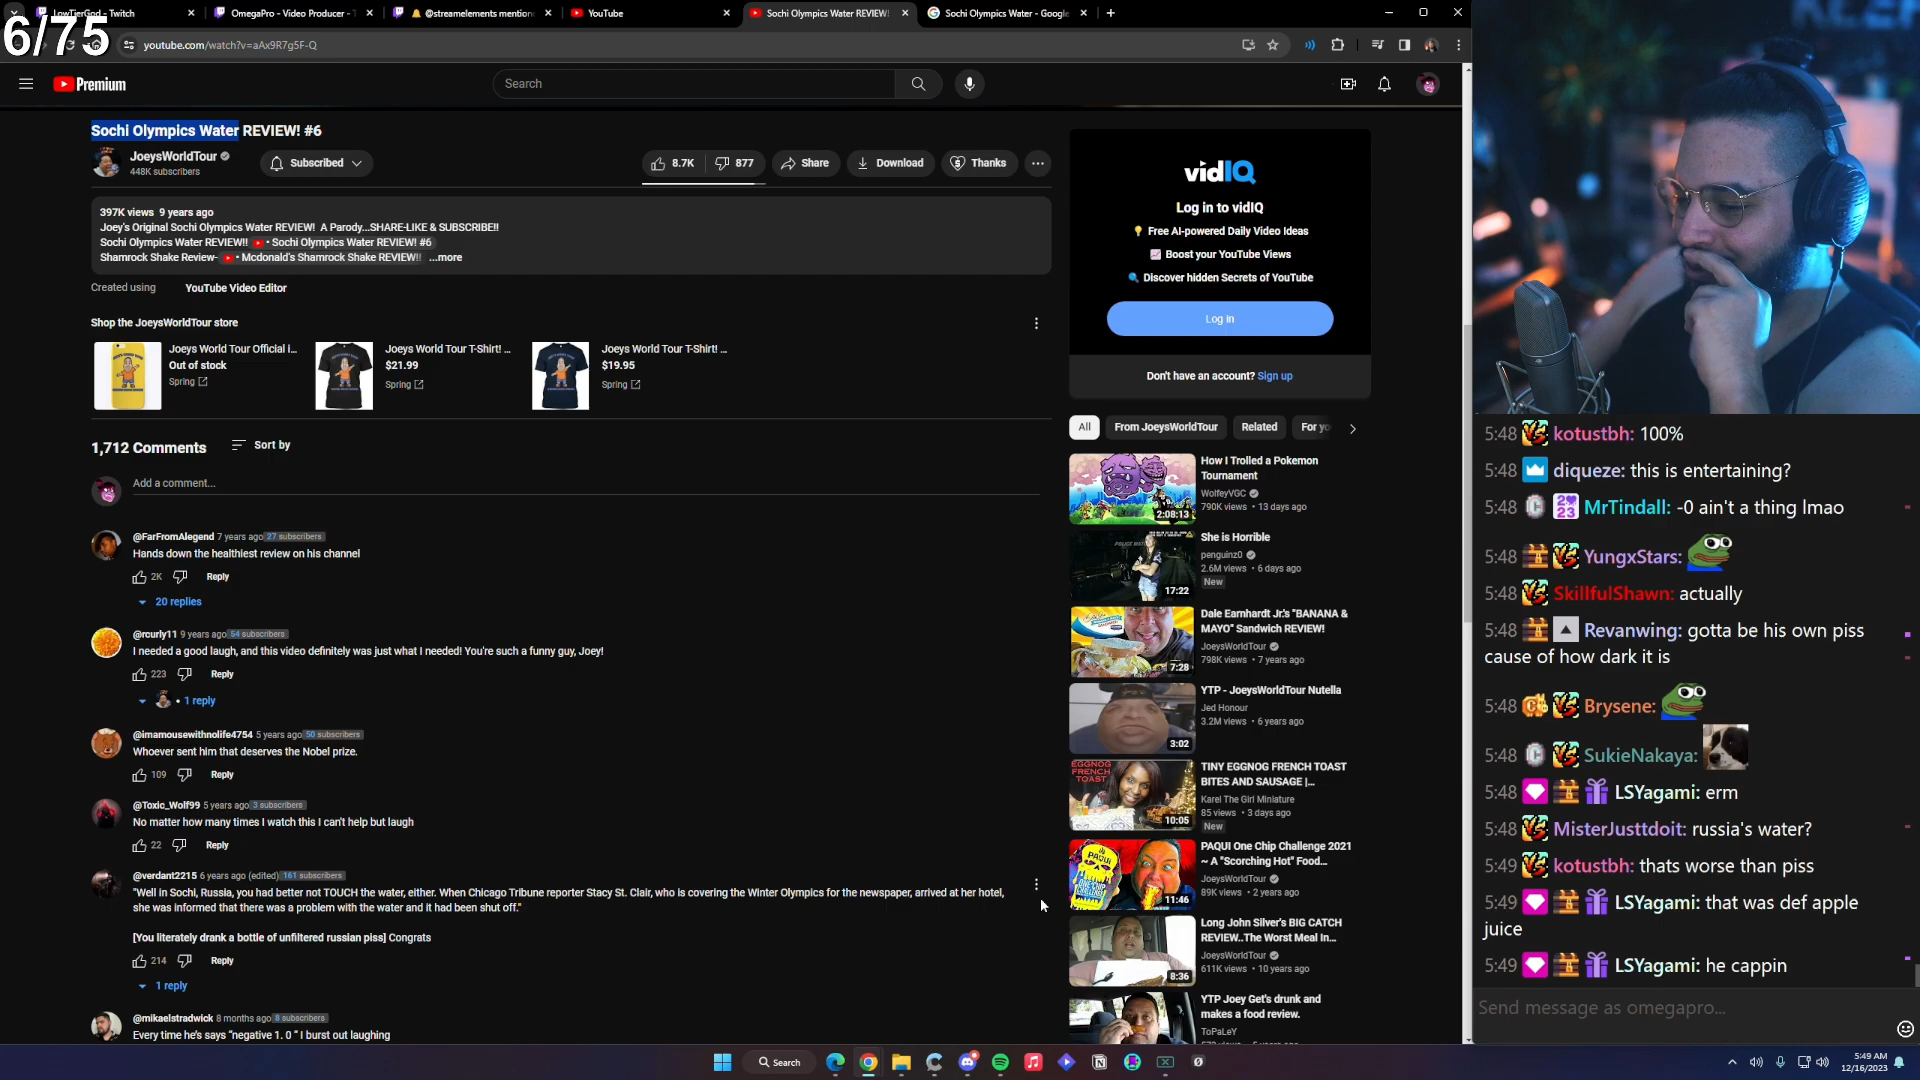 6/75
LowTierGod - Twitch
OmegaPro - Video Producer - T
@streamelements mention
YouTube
Sochi Olympics Water REVIEW!
Sochi Olympics Water - Google
youtube.com/watch?v=aAx9R7g5F-Q
Premium
Search
Sochi Olympics Water REVIEW! #6
JoeysWorldTour
448K subscribers
Subscribed
8.7K
877
Share
Download
Thanks
397K views 9 years ago
Joey's Original Sochi Olympics Water REVIEW! A Parody...SHARE-LIKE & SUBSCRIBE!!
Sochi Olympics Water REVIEW!! • Sochi Olympics Water REVIEW! #6
Shamrock Shake Review- • Mcdonald's Shamrock Shake REVIEW!! ...more
Created using YouTube Video Editor
Shop the JoeysWorldTour store
Joeys World Tour Official i...
Out of stock
Spring
Joeys World Tour T-Shirt! ...
$21.99
Spring
Joeys World Tour T-Shirt! ...
$19.95
Spring
1,712 Comments
Sort by
Add a comment...
@FarFromAlegend 7 years ago 27 subscribers
Hands down the healthiest review on his channel
2K Reply
20 replies
@rcurly11 9 years ago 54 subscribers
I needed a good laugh, and this video definitely was just what I needed! You're such a funny guy, Joey!
223 Reply
• 1 reply
@imamousewithnolife4754 5 years ago 50 subscribers
Whoever sent him that deserves the Nobel prize.
109 Reply
@Toxic_Wolf99 5 years ago 3 subscribers
No matter how many times I watch this I can't help but laugh
22 Reply
@verdant2215 6 years ago (edited) 161 subscribers
"Well in Sochi, Russia, you had better not TOUCH the water, either. When Chicago Tribune reporter Stacy St. Clair, who is covering the Winter Olympics for the newspaper, arrived at her hotel,
she was informed that there was a problem with the water and it had been shut off."
[You literately drank a bottle of unfiltered russian piss] Congrats
214 Reply
1 reply
@mikaelstradwick 8 months ago 8 subscribers
Every time he's says "negative 1. 0 " I burst out laughing
vidIQ
Log in to vidIQ
Free AI-powered Daily Video Ideas
Boost your YouTube Views
Discover hidden Secrets of YouTube
Log in
Don't have an account? Sign up
All
From JoeysWorldTour
Related
For yo
2:08:13
How I Trolled a Pokemon
Tournament
WolfeyVGC
790K views • 13 days ago
17:22
She is Horrible
penguinz0
2.6M views • 6 days ago
New
7:28
Dale Earnhardt Jr.'s "BANANA &
MAYO" Sandwich REVIEW!
JoeysWorldTour
798K views • 7 years ago
3:02
YTP - JoeysWorldTour Nutella
Jed Honour
3.2M views • 6 years ago
EGGNOG
FRENCH
TOAST
10:05
TINY EGGNOG FRENCH TOAST
BITES AND SAUSAGE |...
Karel The Girl Miniature
85 views • 3 days ago
New
PAQUI
11:46
PAQUI One Chip Challenge 2021
~ A "Scorching Hot" Food...
JoeysWorldTour
89K views • 2 years ago
8:36
Long John Silver's BIG CATCH
REVIEW..The Worst Meal In...
JoeysWorldTour
611K views • 10 years ago
YTP Joey Get's drunk and
makes a food review.
ToPaLeY
5:48 kotustbh: 100%
5:48 diqueze: this is entertaining?
5:48 MrTindall: -0 ain't a thing lmao
5:48 YungxStars:
5:48 SkillfulShawn: actually
5:48 Revanwing: gotta be his own piss
cause of how dark it is
5:48 Brysene:
5:48 SukieNakaya:
5:48 LSYagami: erm
5:48 MisterJusttdoit: russia's water?
5:49 kotustbh: thats worse than piss
5:49 LSYagami: that was def apple
juice
5:49 LSYagami: he cappin
Send message as omegapro...
Search
5:49 AM
12/16/2023